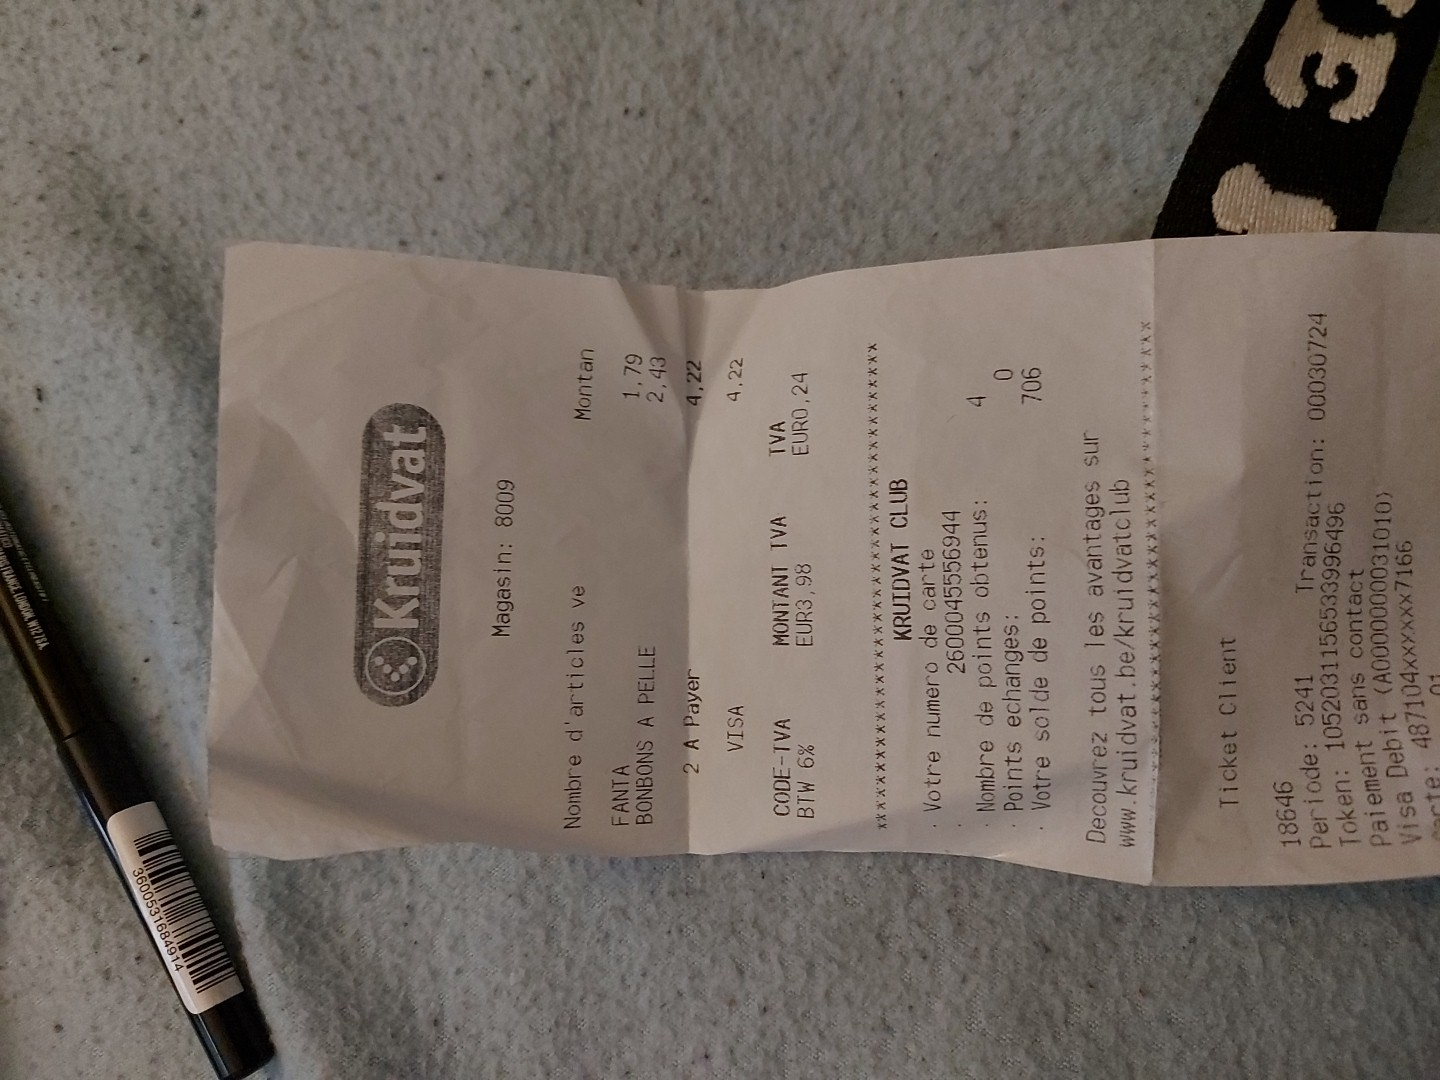 Kruidvat
Magasin: 8009
Nombre d'articles ve Montan
FANTA 1,79
BONBONS A PELLE 2,43
2 A Payer 4,22
VISA 4,22
CODE-TVA MONTANT TVA TVA
BTW 6% EUR3,98 EUR0,24
****************************************
KRUIDVAT CLUB
. Votre numero de carte
. 2600045556944
. Nombre de points obtenus: 4
. Points echanges: 0
. Votre solde de points: 706
Decouvrez tous les avantages sur
www.kruidvat.be/kruidvatclub
****************************************
Ticket Client
18646
Periode: 5241 Transaction: 00030724
Token: 1052031156533996496
Paiement sans contact
Visa Debit (A0000000031010)
carte: 487104xxxxxx7166
01
3600531684914
LONDON, W127SA